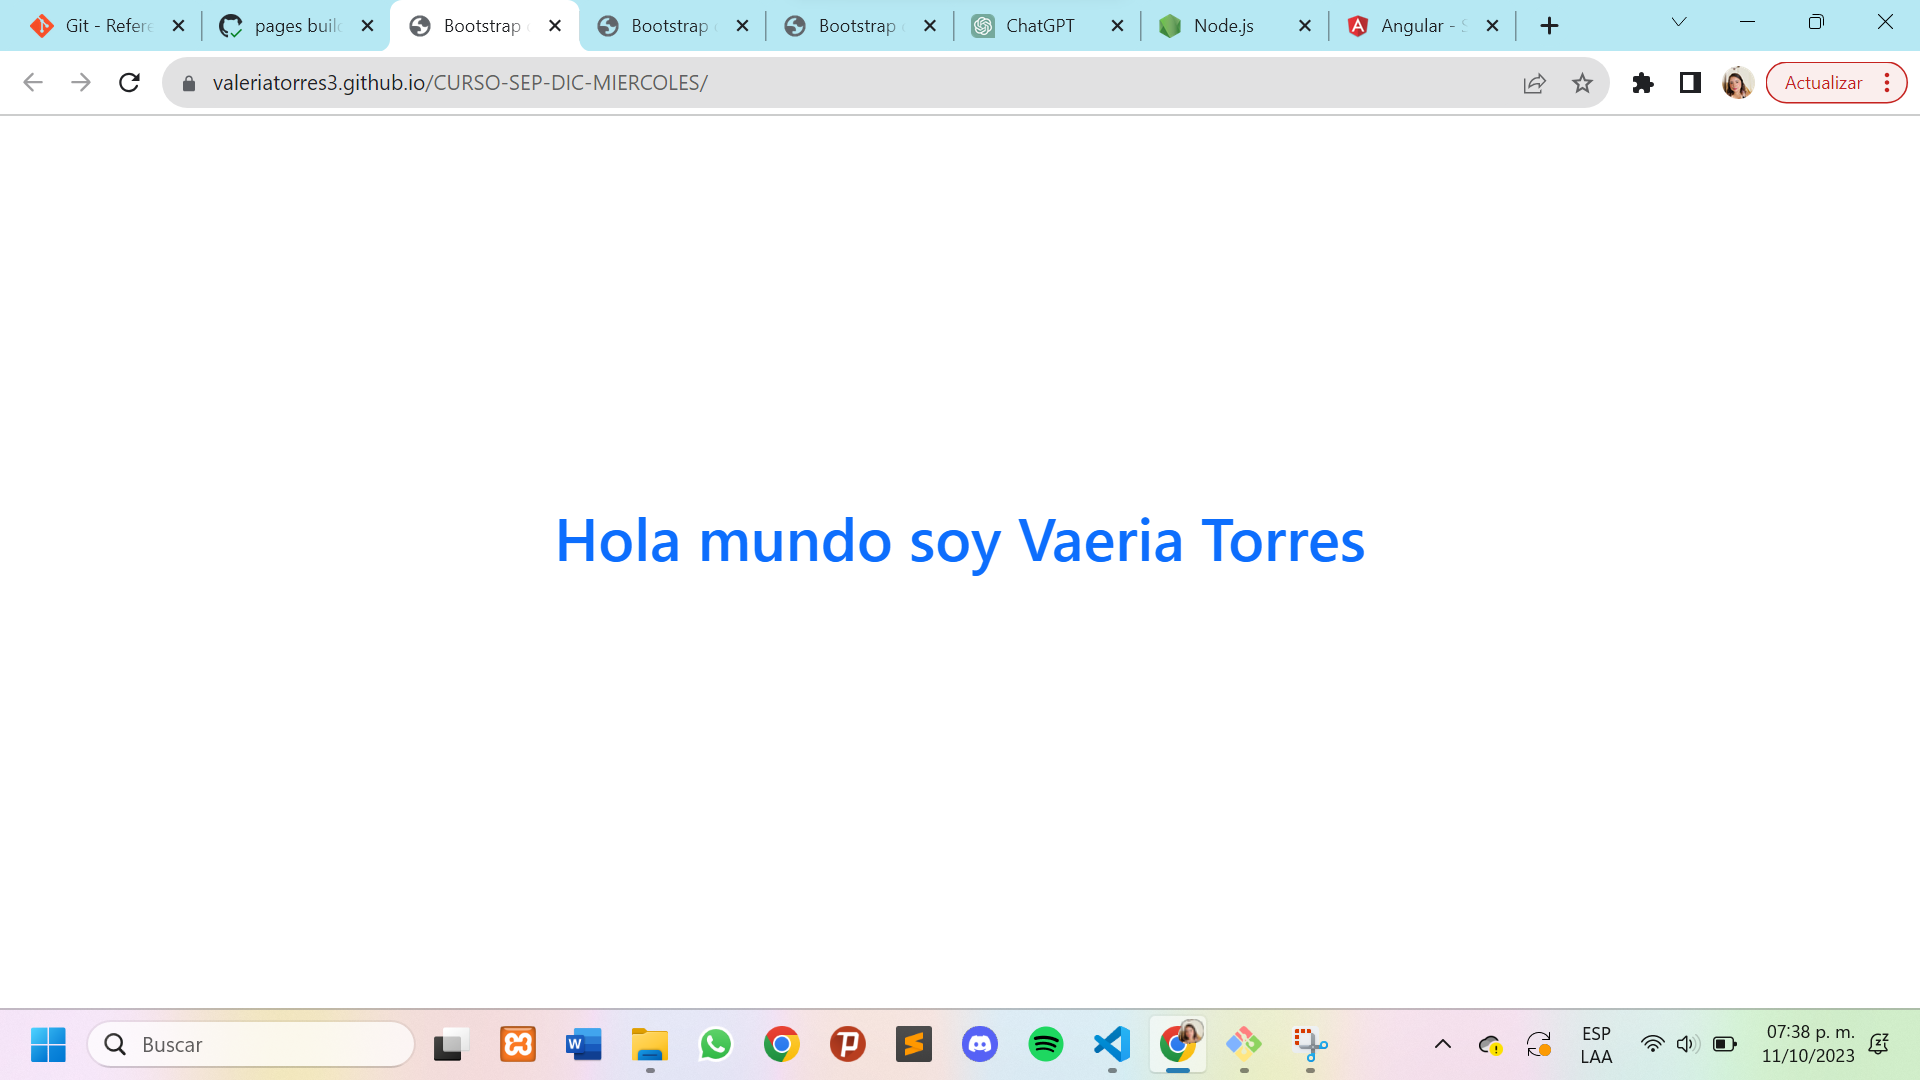 Git - Refere
pages buil
Bootstrap
Bootstrap
Bootstrap
ChatGPT
Node.js
Angular - S
valeriatorres3.github.io/CURSO-SEP-DIC-MIERCOLES/
Actualizar
Hola mundo soy Vaeria Torres
Buscar
ESP
LAA
07:38 p. m.
11/10/2023